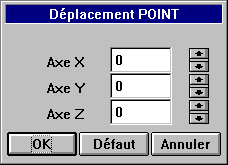 Déplacement POINT
Axe X 0
Axe Y 0
Axe Z 0
OK Défaut Annuler